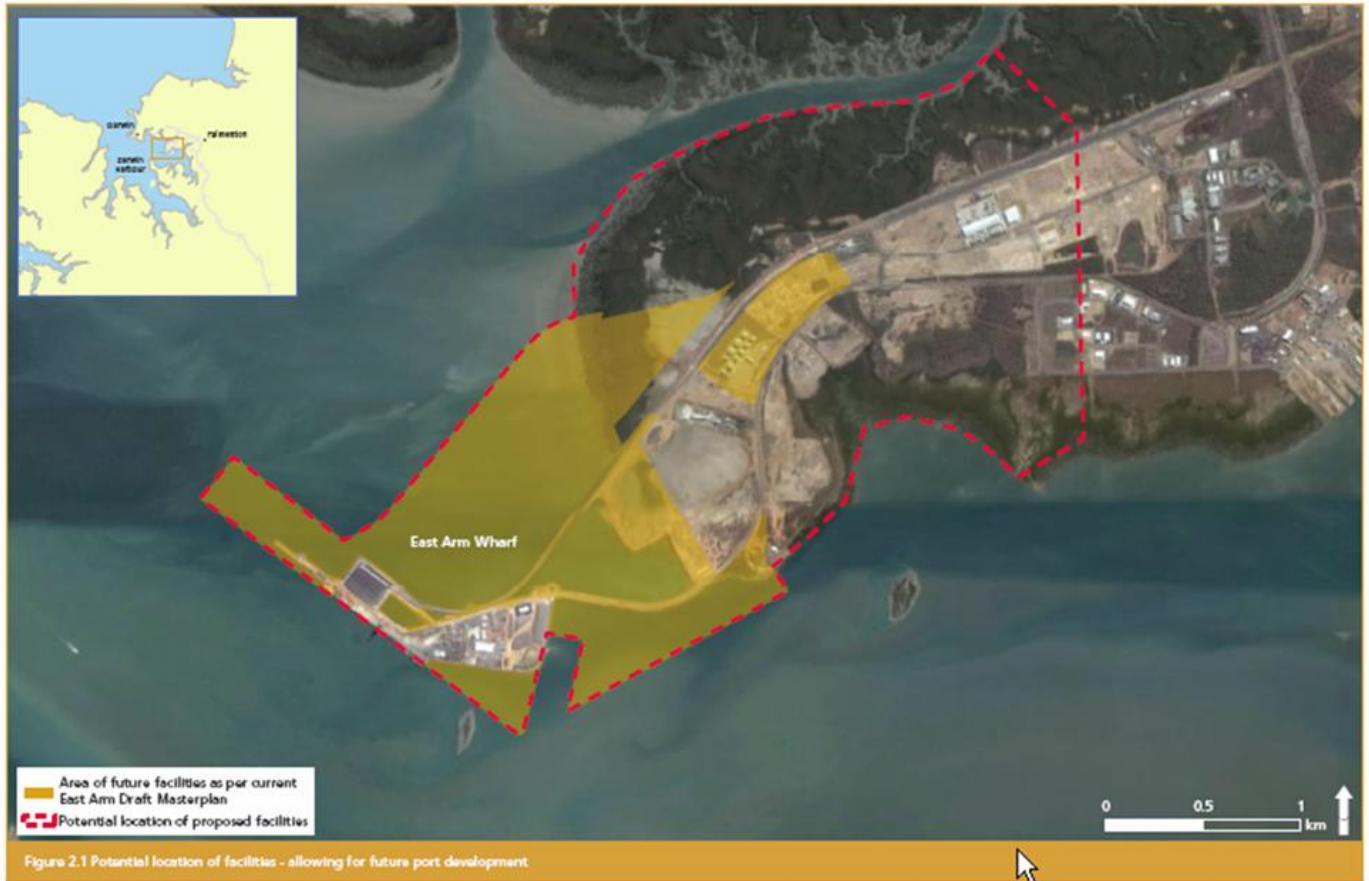 Darwin
Palmerston
Darwin
Harbour
East Arm Wharf
Area of future facilities as per current
East Arm Draft Masterplan
Potential location of proposed facilities
0 0.5 1
km
Figure 2.1 Potential location of facilities - allowing for future port development